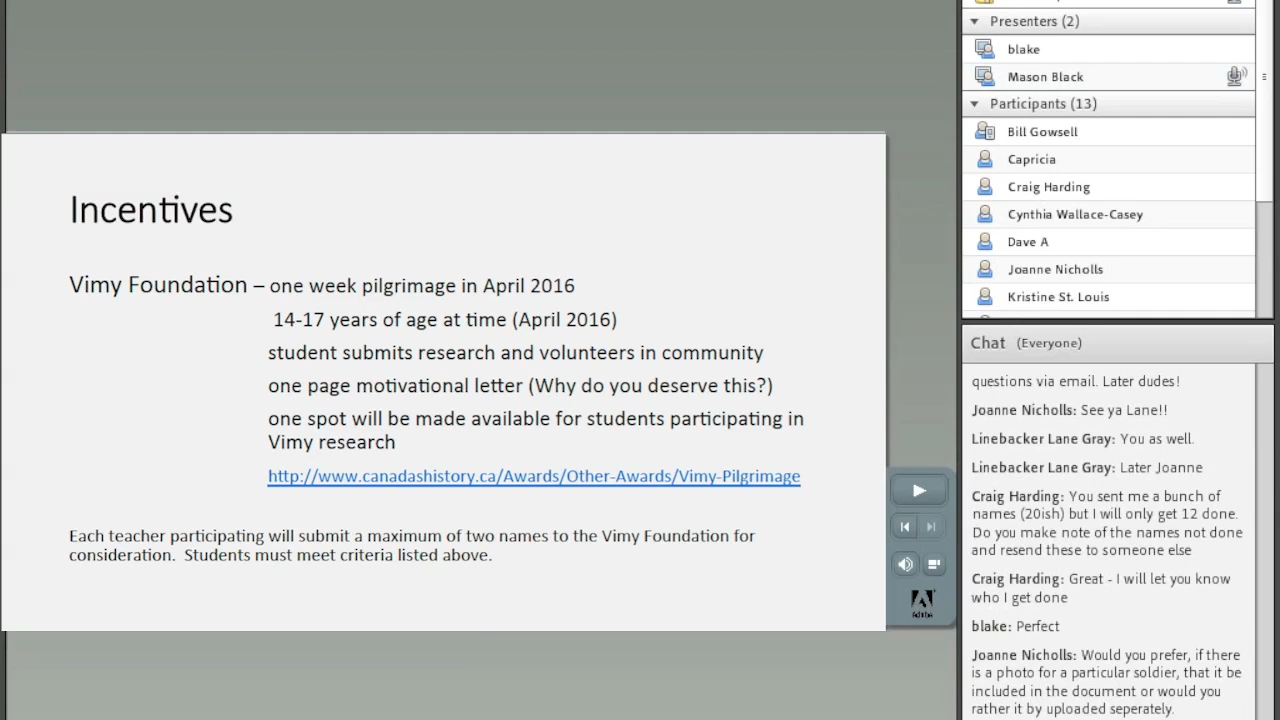 Incentives
Vimy Foundation – one week pilgrimage in April 2016
14-17 years of age at time (April 2016)
student submits research and volunteers in community
one page motivational letter (Why do you deserve this?)
one spot will be made available for students participating in
Vimy research
http://www.canadashistory.ca/Awards/Other-Awards/Vimy-Pilgrimage
Each teacher participating will submit a maximum of two names to the Vimy Foundation for
consideration. Students must meet criteria listed above.
Adobe
Presenters (2)
blake
Mason Black
Participants (13)
Bill Gowsell
Capricia
Craig Harding
Cynthia Wallace-Casey
Dave A
Joanne Nicholls
Kristine St. Louis
Chat (Everyone)
questions via email. Later dudes!
Joanne Nicholls: See ya Lane!!
Linebacker Lane Gray: You as well.
Linebacker Lane Gray: Later Joanne
Craig Harding: You sent me a bunch of
names (20ish) but I will only get 12 done.
Do you make note of the names not done
and resend these to someone else
Craig Harding: Great - I will let you know
who I get done
blake: Perfect
Joanne Nicholls: Would you prefer, if there
is a photo for a particular soldier, that it be
included in the document or would you
rather it by uploaded seperately.